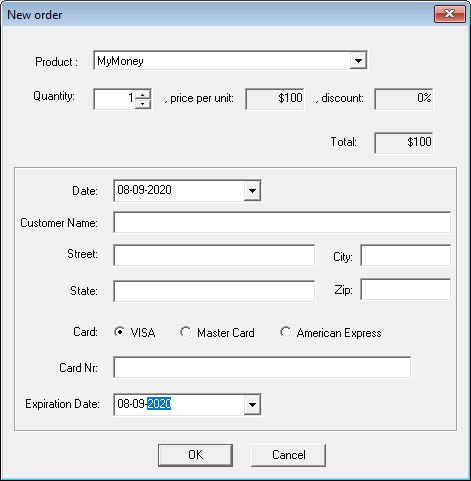 New order
Product : MyMoney
Quantity: 1 , price per unit: $100 , discount: 0%
Total: $100
Date: 08-09-2020
Customer Name:
Street: City:
State: Zip:
Card: VISA Master Card American Express
Card Nr:
Expiration Date: 08-09-2020
OK Cancel